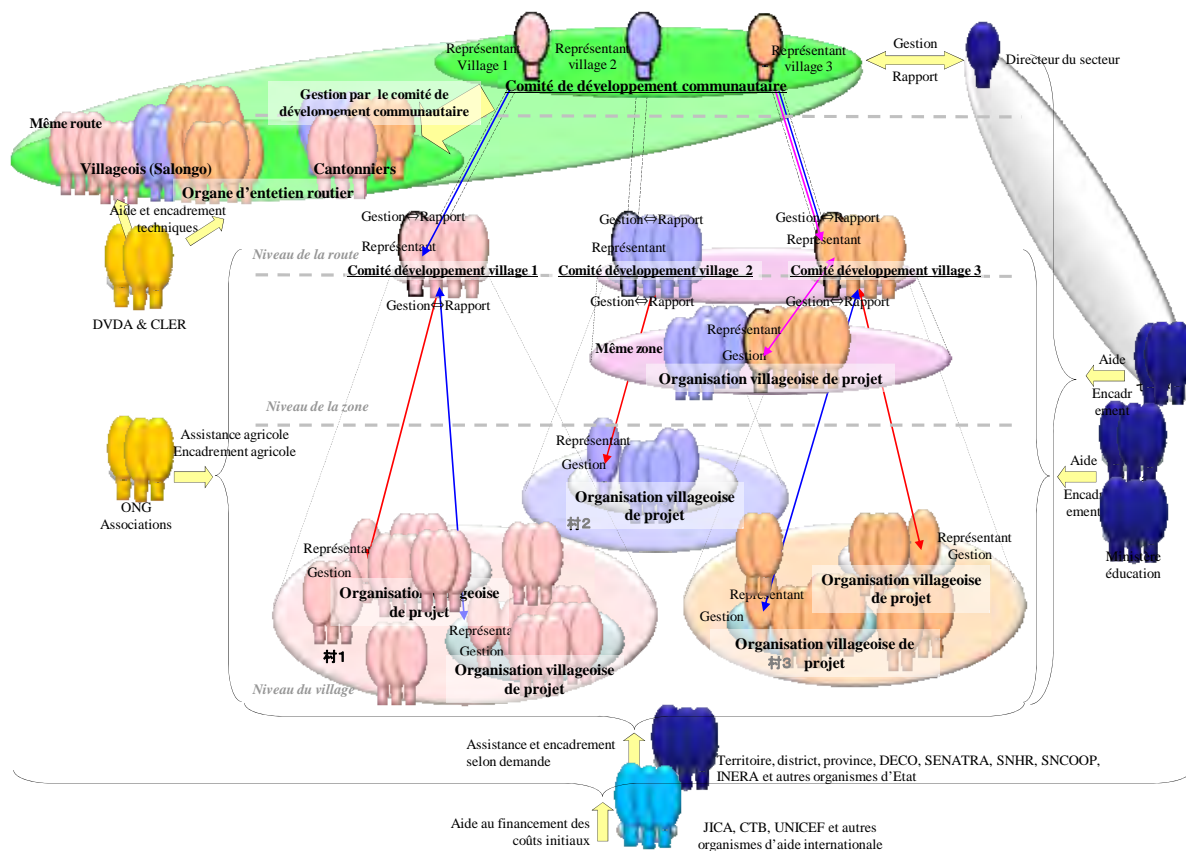 Représentant
Village 1
Représentant
village 2
Représentant
village 3
Comité de développement communautaire
Gestion
Rapport
Directeur du secteur
Gestion par le comité de
développement communautaire
Même route
Villageois (Salongo)
Cantonniers
Organe d'entetien routier
Aide et encadrement
techniques
DVDA & CLER
Niveau de la route
Gestion⇔Rapport
Représentant
Comité développement village 1
Gestion⇔Rapport
Gestion⇔Rapport
Représentant
Comité développement village 2
Gestion⇔Rapport
Gestion⇔Rapport
Représentant
Comité développement village 3
Gestion⇔Rapport
Même zone
Représentant
Gestion
Organisation villageoise de projet
Aide
Encadr
ement
Niveau de la zone
Assistance agricole
Encadrement agricole
ONG
Associations
Représentant
Gestion
Organisation villageoise
de projet
村2
Aide
Encadr
ement
Ministère
éducation
Représentant
Gestion
Organisation villageoise
de projet
村1
Représenta
Gestion
Organisation villageoise
de projet
Niveau du village
Représentant
Gestion
Organisation villageoise
de projet
Représentant
Gestion
Organisation villageoise de
projet
村3
Assistance et encadrement
selon demande
Territoire, district, province, DECO, SENATRA, SNHR, SNCOOP,
INERA et autres organismes d'Etat
Aide au financement des
coûts initiaux
JICA, CTB, UNICEF et autres
organismes d'aide internationale